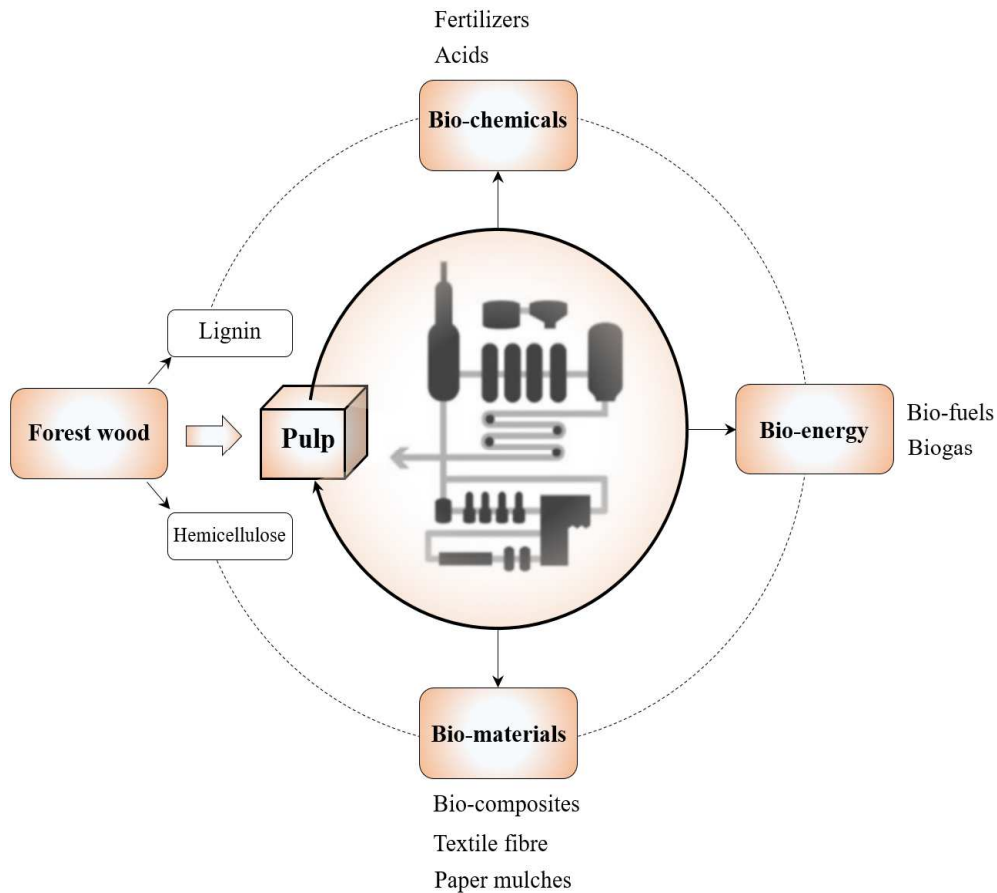 Fertilizers
Acids
Bio-chemicals
Lignin
Forest wood
Pulp
Hemicellulose
Bio-energy
Bio-fuels
Biogas
Bio-materials
Bio-composites
Textile fibre
Paper mulches